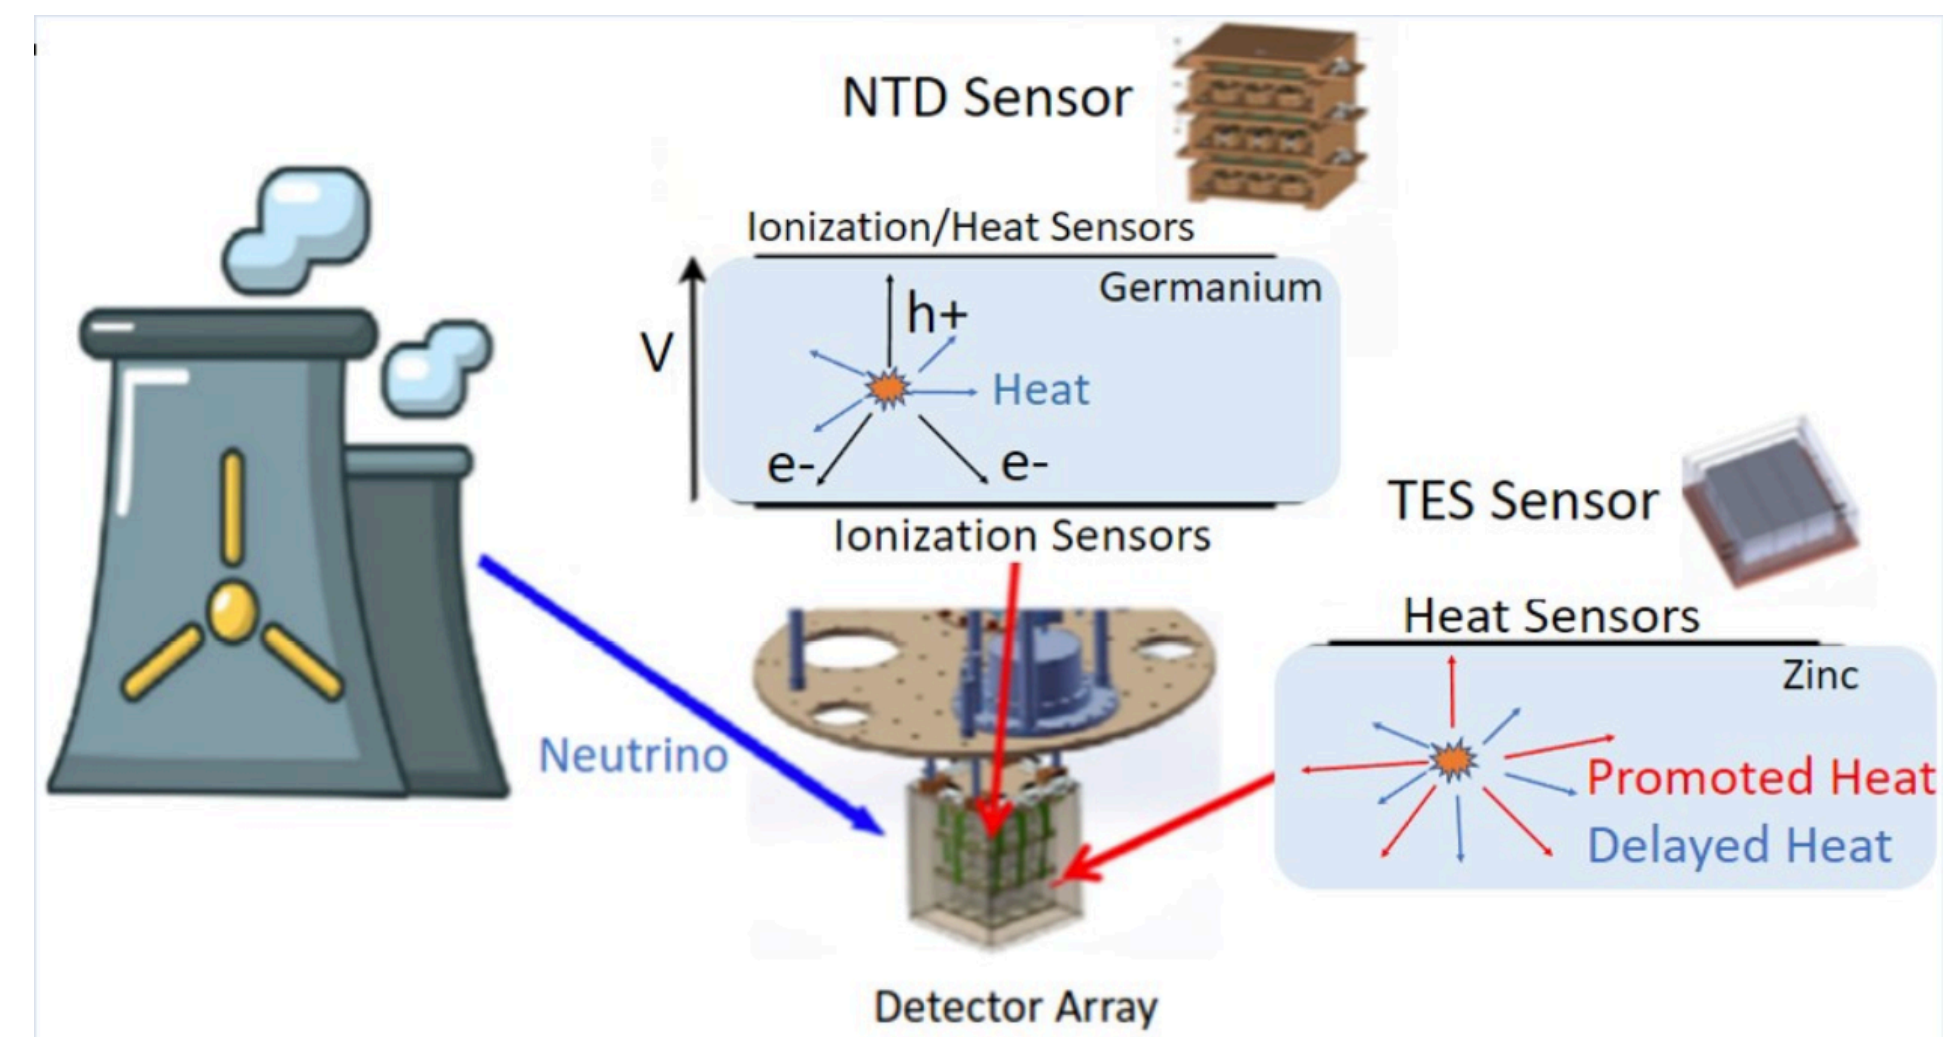 NTD Sensor
Ionization/Heat Sensors
Germanium
h+
V
Heat
e-
e-
Ionization Sensors
TES Sensor
Heat Sensors
Zinc
Neutrino
Promoted Heat
Delayed Heat
Detector Array